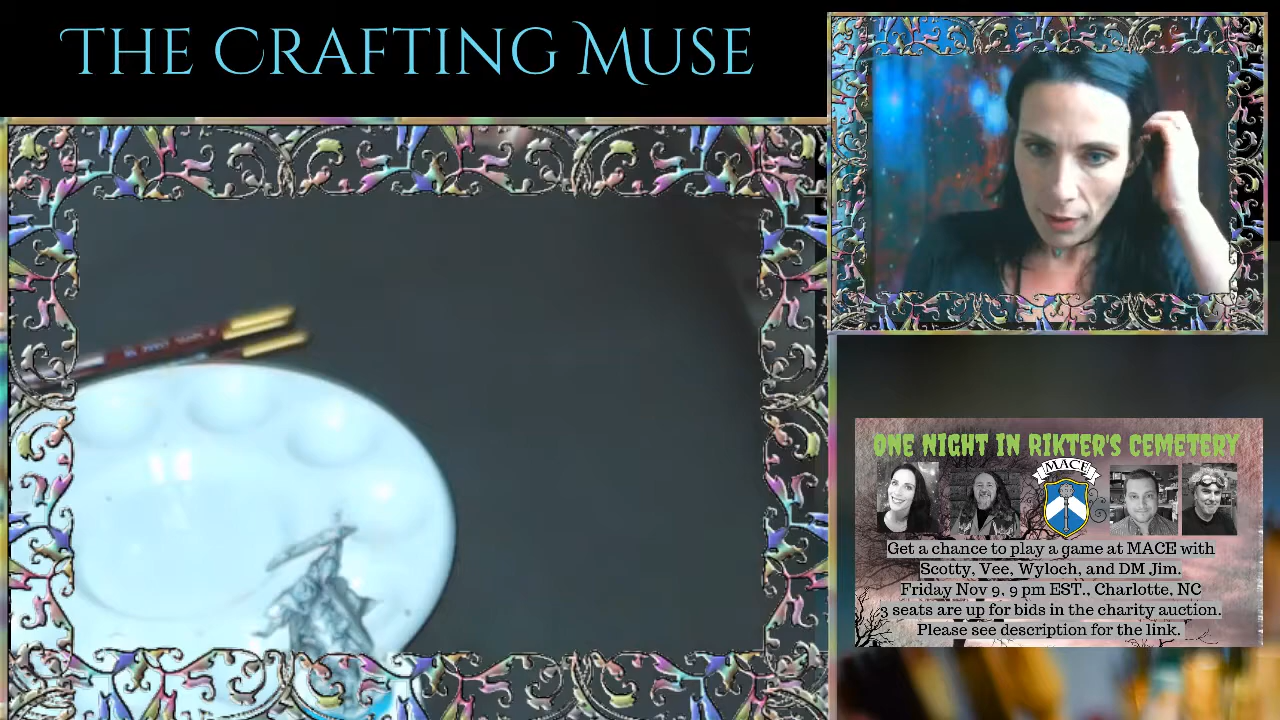 The Crafting Muse
ONE NIGHT IN RIKTER'S CEMETERY
MACE
Get a chance to play a game at MACE with
Scotty, Vee, Wyloch, and DM Jim.
Friday Nov 9, 9 pm EST., Charlotte, NC
3 seats are up for bids in the charity auction.
Please see description for the link.